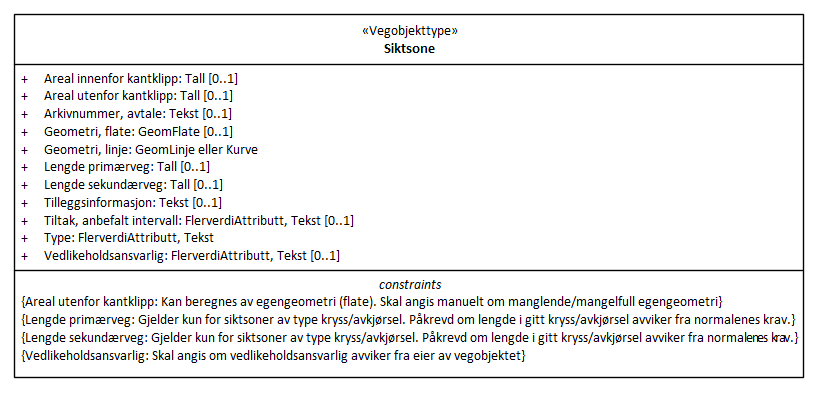 «Vegobjekttype»
Siktsone
+ Areal innenfor kantklipp: Tall [0..1]
+ Areal utenfor kantklipp: Tall [0..1]
+ Arkivnummer, avtale: Tekst [0..1]
+ Geometri, flate: GeomFlate [0..1]
+ Geometri, linje: GeomLinje eller Kurve
+ Lengde primærveg: Tall [0..1]
+ Lengde sekundærveg: Tall [0..1]
+ Tilleggsinformasjon: Tekst [0..1]
+ Tiltak, anbefalt intervall: FlerverdiAttributt, Tekst [0..1]
+ Type: FlerverdiAttributt, Tekst
+ Vedlikeholdsansvarlig: FlerverdiAttributt, Tekst [0..1]
constraints
{Areal utenfor kantklipp: Kan beregnes av egengeometri (flate). Skal angis manuelt om manglende/mangelfull egengeometri}
{Lengde primærveg: Gjelder kun for siktsoner av type kryss/avkjørsel. Påkrevd om lengde i gitt kryss/avkjørsel avviker fra normalenes krav.}
{Lengde sekundærveg: Gjelder kun for siktsoner av type kryss/avkjørsel. Påkrevd om lengde i gitt kryss/avkjørsel avviker fra normalenes krav.}
{Vedlikeholdsansvarlig: Skal angis om vedlikeholdsansvarlig avviker fra eier av vegobjektet}